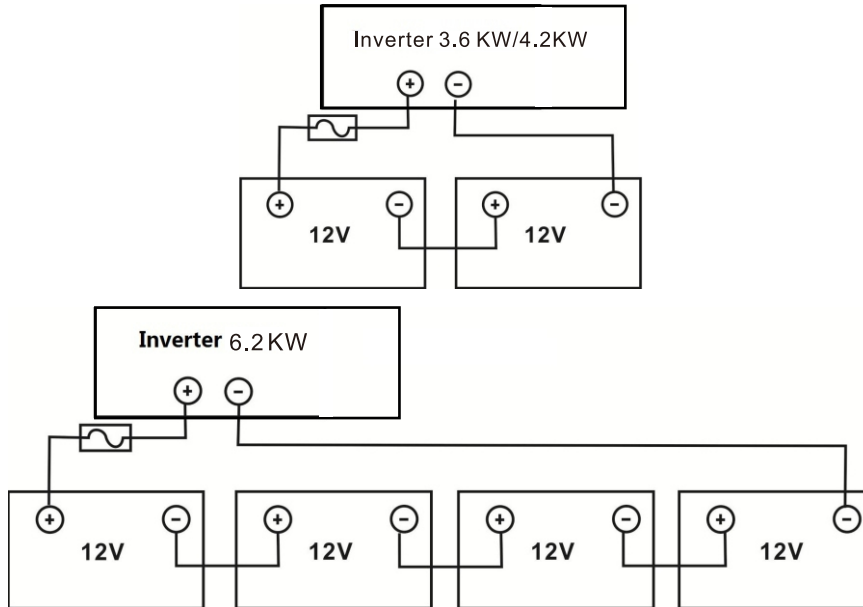 Inverter 3.6 KW/4.2KW
+ −
+ − + −
12V 12V
Inverter 6.2 KW
+ −
+ − + − + − + −
12V 12V 12V 12V